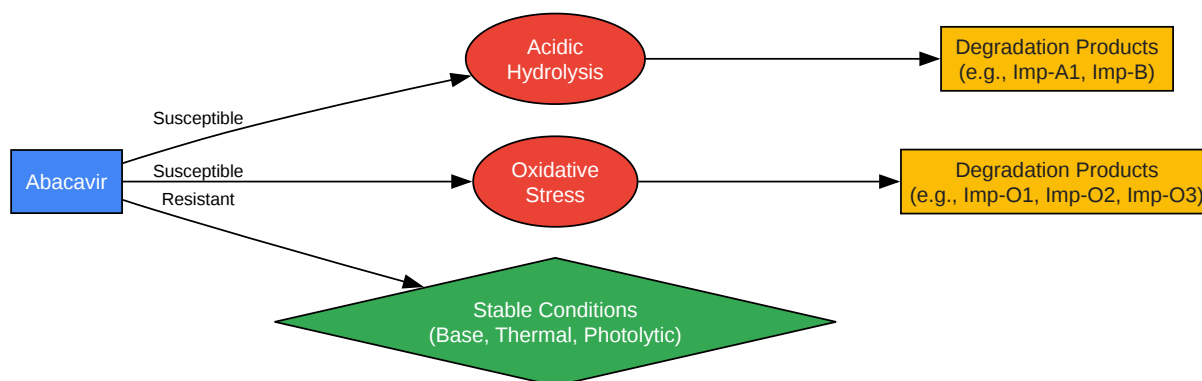 Acidic
Hydrolysis
Degradation Products
(e.g., Imp-A1, Imp-B)
Susceptible
Abacavir
Susceptible
Oxidative
Stress
Degradation Products
(e.g., Imp-O1, Imp-O2, Imp-O3)
Resistant
Stable Conditions
(Base, Thermal, Photolytic)